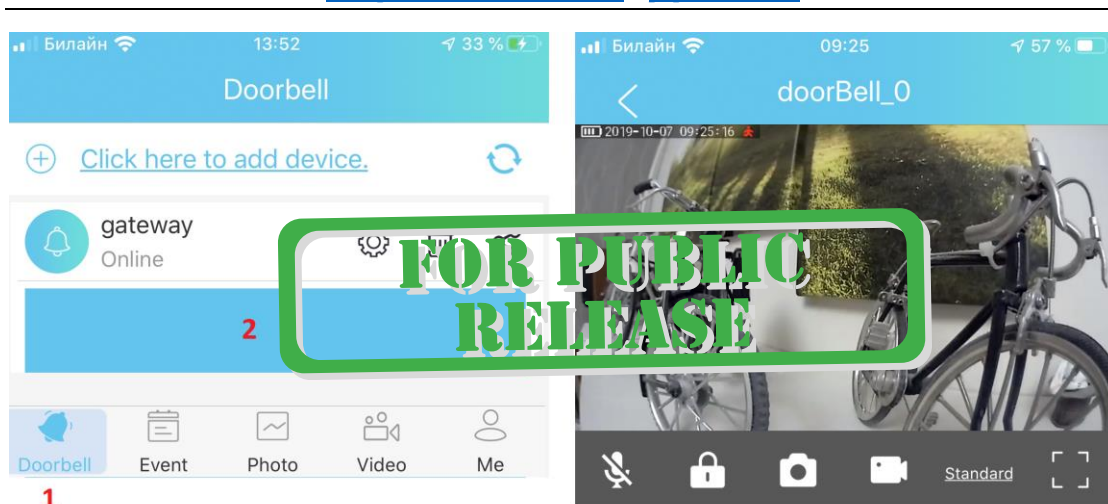 Билайн 13:52 33 %
Doorbell
Click here to add device.
gateway
Online
2
Doorbell Event Photo Video Me
1
Билайн 09:25 57 %
doorBell_0
2019-10-07 09:25:16
Standard
FOR PUBLIC
RELEASE